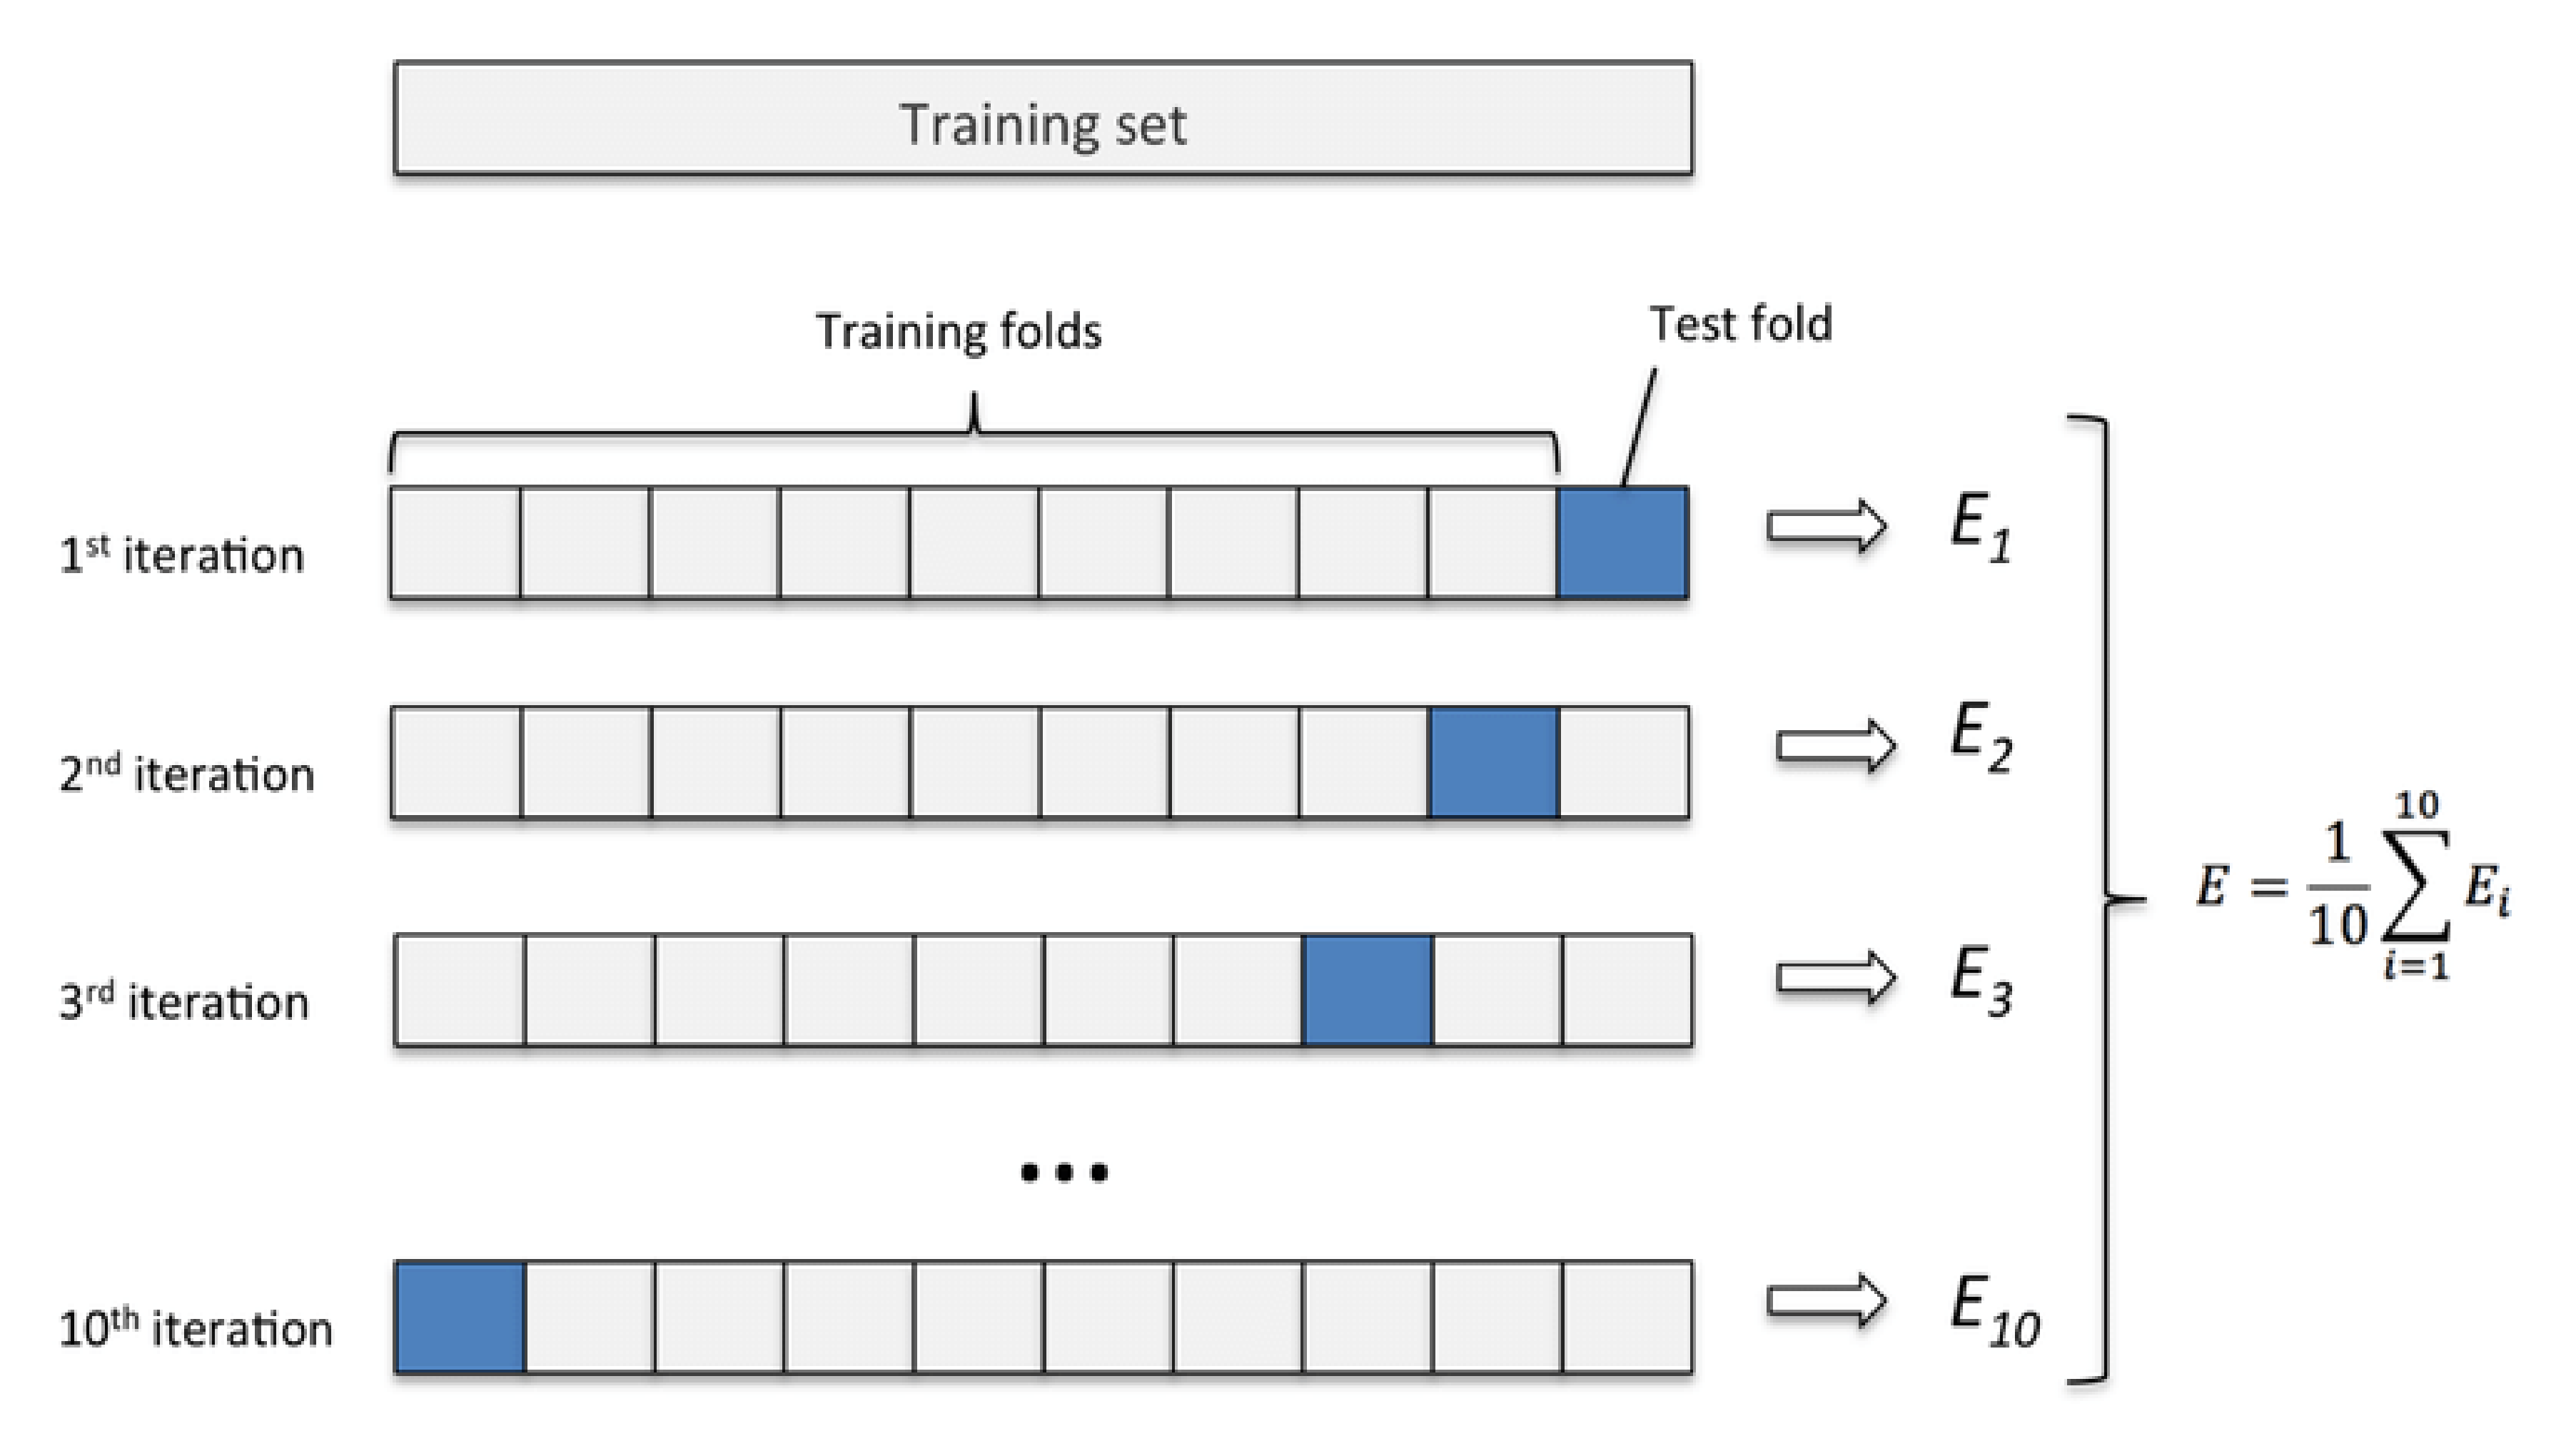 Training set
Training folds
Test fold
1st iteration
E1
2nd iteration
E2
E = 1/10 ∑_{i=1}^{10} Ei
3rd iteration
E3
...
10th iteration
E10